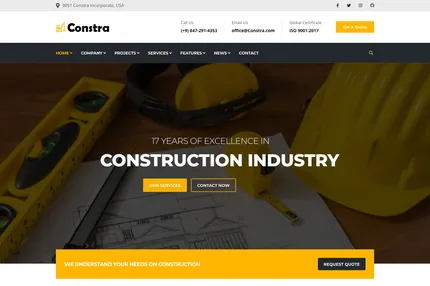 9051 Constra Incorporate, USA
Constra
Call Us
(+9) 847-291-4353
Email Us
office@Constra.com
Global Certificate
ISO 9001:2017
Get A Quote
HOME
COMPANY
PROJECTS
SERVICES
FEATURES
NEWS
CONTACT
17 YEARS OF EXCELLENCE IN
CONSTRUCTION INDUSTRY
OUR SERVICES
CONTACT NOW
WE UNDERSTAND YOUR NEEDS ON CONSTRUCTION
REQUEST QUOTE